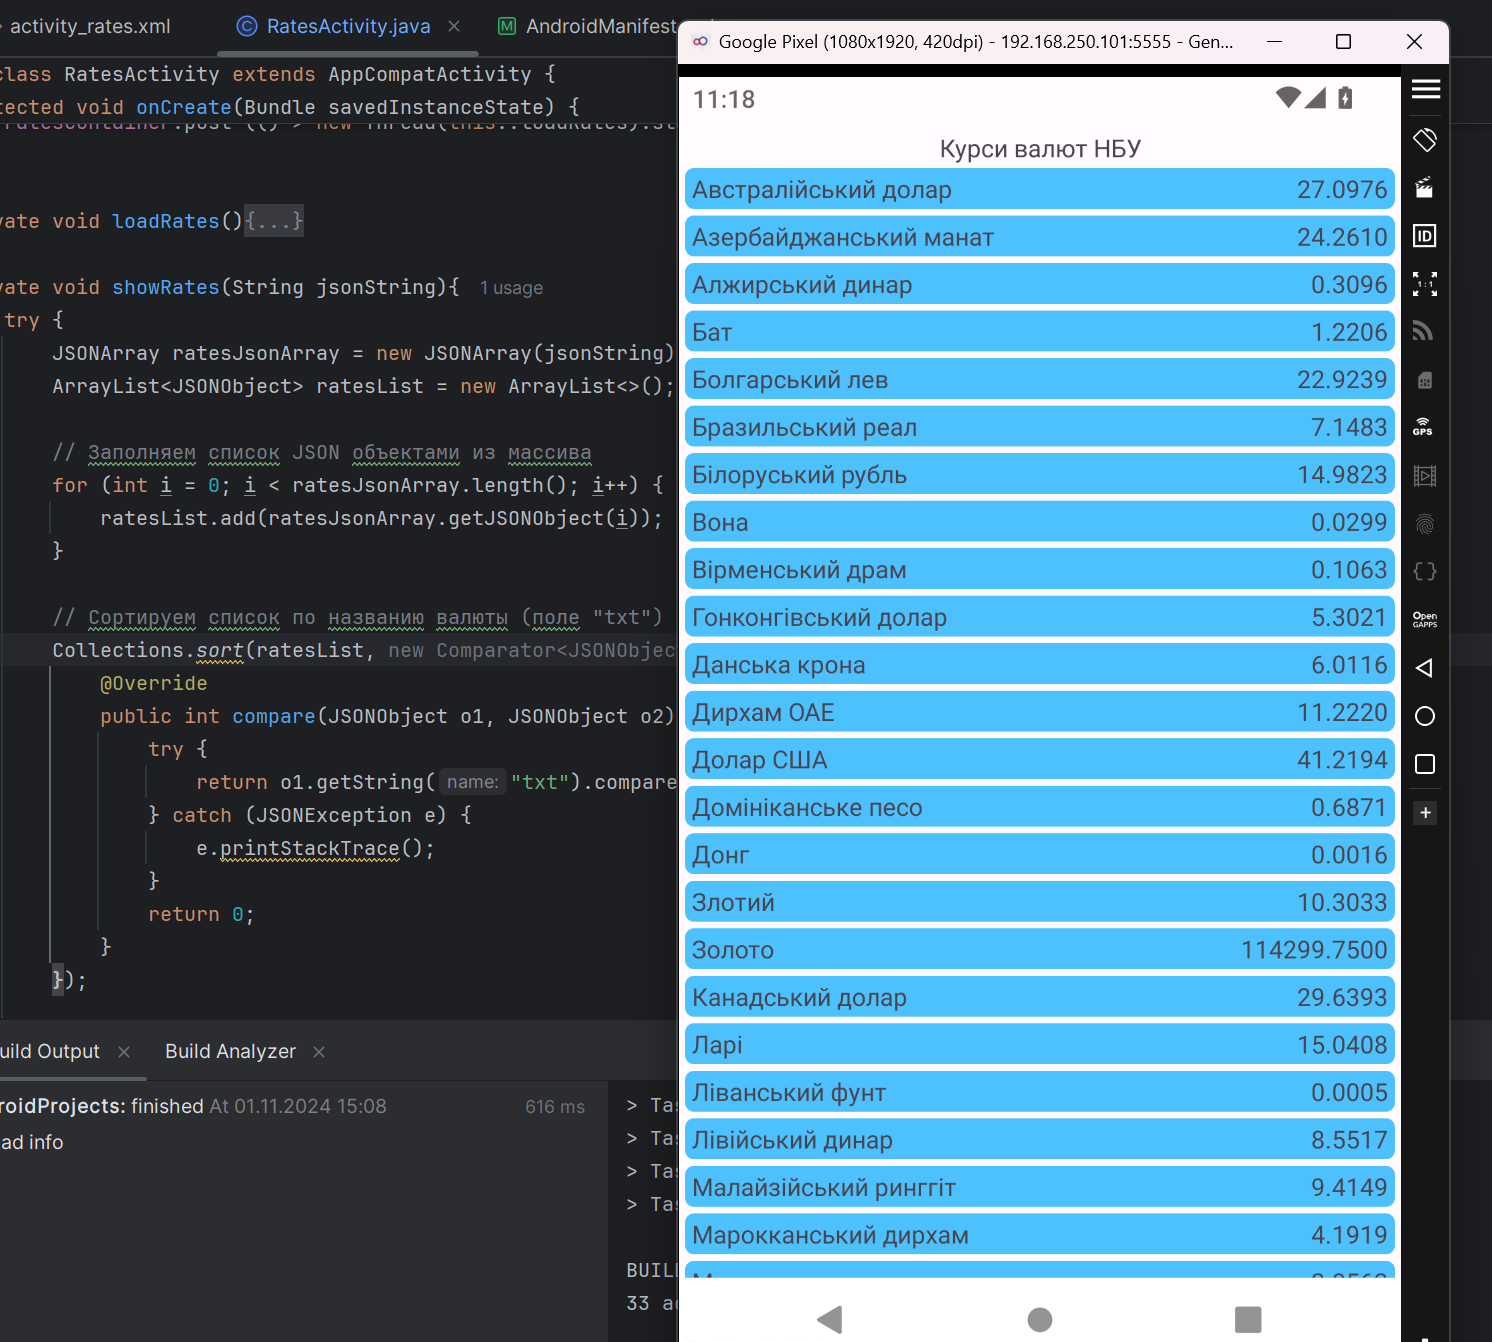 activity_rates.xml
RatesActivity.java
AndroidManifest
class RatesActivity extends AppCompatActivity {
tected void onCreate(Bundle savedInstanceState) {
vate void loadRates(){...}
vate void showRates(String jsonString){ 1 usage
try {
JSONArray ratesJsonArray = new JSONArray(jsonString)
ArrayList<JSONObject> ratesList = new ArrayList<>();
// Заполняем список JSON объектами из массива
for (int i = 0; i < ratesJsonArray.length(); i++) {
ratesList.add(ratesJsonArray.getJSONObject(i));
}
// Сортируем список по названию валюты (поле "txt")
Collections.sort(ratesList, new Comparator<JSONObjec
@Override
public int compare(JSONObject o1, JSONObject o2)
try {
return o1.getString( name: "txt").compare
} catch (JSONException e) {
e.printStackTrace();
}
return 0;
}
});
uild Output
Build Analyzer
roidProjects: finished At 01.11.2024 15:08 616 ms
ad info
> Tas
> Tas
> Tas
> Tas
BUIL
33 ac
Google Pixel (1080x1920, 420dpi) - 192.168.250.101:5555 - Gen...
11:18
Курси валют НБУ
Австралійський долар 27.0976
Азербайджанський манат 24.2610
Алжирський динар 0.3096
Бат 1.2206
Болгарський лев 22.9239
Бразильський реал 7.1483
Білоруський рубль 14.9823
Вона 0.0299
Вірменський драм 0.1063
Гонконгівський долар 5.3021
Данська крона 6.0116
Дирхам ОАЕ 11.2220
Долар США 41.2194
Домініканське песо 0.6871
Донг 0.0016
Злотий 10.3033
Золото 114299.7500
Канадський долар 29.6393
Ларі 15.0408
Ліванський фунт 0.0005
Лівійський динар 8.5517
Малайзійський ринггіт 9.4149
Марокканський дирхам 4.1919
ID
1:1
GPS
Open
GAPPS